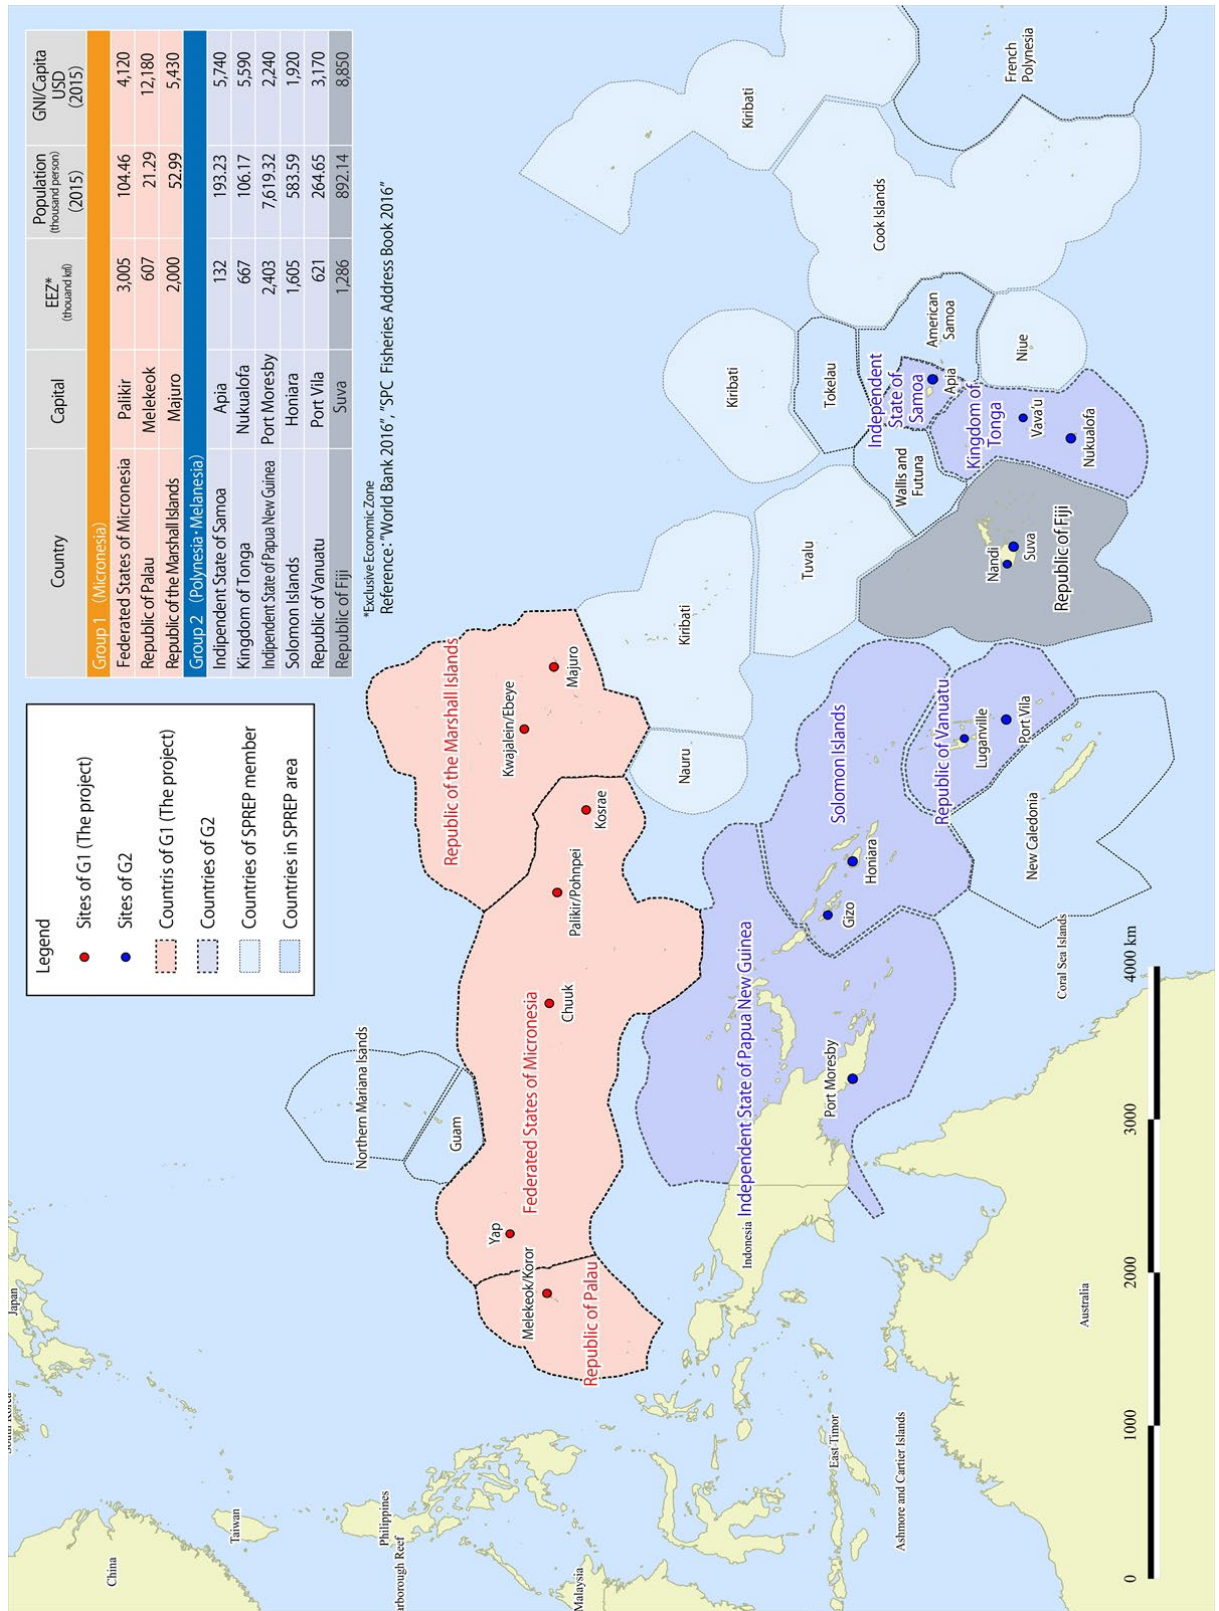 Country Capital EEZ* (thouand ㎢) Population (thousand person) (2015) GNI/Capita USD (2015)
Group 1 (Micronesia)
Federated States of Micronesia Palikir 3,005 104.46 4,120
Republic of Palau Melekeok 607 21.29 12,180
Republic of the Marshall Islands Majuro 2,000 52.99 5,430
Group 2 (Polynesia・Melanesia)
Indipendent State of Samoa Apia 132 193.23 5,740
Kingdom of Tonga Nukualofa 667 106.17 5,590
Indipendent State of Papua New Guinea Port Moresby 2,403 7,619.32 2,240
Solomon Islands Honiara 1,605 583.59 1,920
Republic of Vanuatu Port Vila 621 264.65 3,170
Republic of Fiji Suva 1,286 892.14 8,850
*Exclusive Economic Zone
Reference: "World Bank 2016", "SPC Fisheries Address Book 2016"
Legend
Sites of G1 (The project)
Sites of G2
Countris of G1 (The project)
Countries of G2
Countries of SPREP member
Countries in SPREP area
Japan
China
Taiwan
Philippines
arborough Reef
Malaysia
Northern Mariana Isands
Guam
Republic of the Marshall Islands
Kwajalein/Ebeye
Majuro
Yap
Federated States of Micronesia
Chuuk
Palikir/Pohnpei
Kosrae
Melekeok/Koror
Republic of Palau
Nauru
Kiribati
Kiribati
Kiribati
Tuvalu
Tokelau
Cook Islands
French
Polynesia
Wallis and
Futuna
Independent
State of
Samoa
Apia
American
Samoa
Niue
Kingdom of
Tonga
Vava'u
Nukualofa
Nandi
Suva
Republic of Fiji
Indonesia
Independent State of Papua New Guinea
Port Moresby
Solomon Islands
Gizo
Honiara
Republic of Vanuatu
Luganville
Port Vila
New Caledonia
Coral Sea Islands
East-Timor
Ashmore and Cartier Islands
Australia
0 1000 2000 3000 4000 km